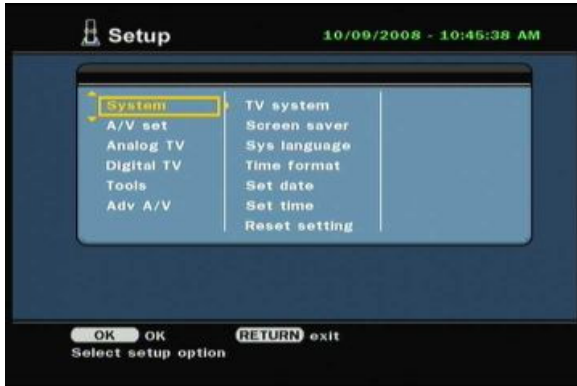 Setup
10/09/2008 - 10:45:38 AM
System
A/V set
Analog TV
Digital TV
Tools
Adv A/V
TV system
Screen saver
Sys language
Time format
Set date
Set time
Reset setting
OK OK
RETURN exit
Select setup option